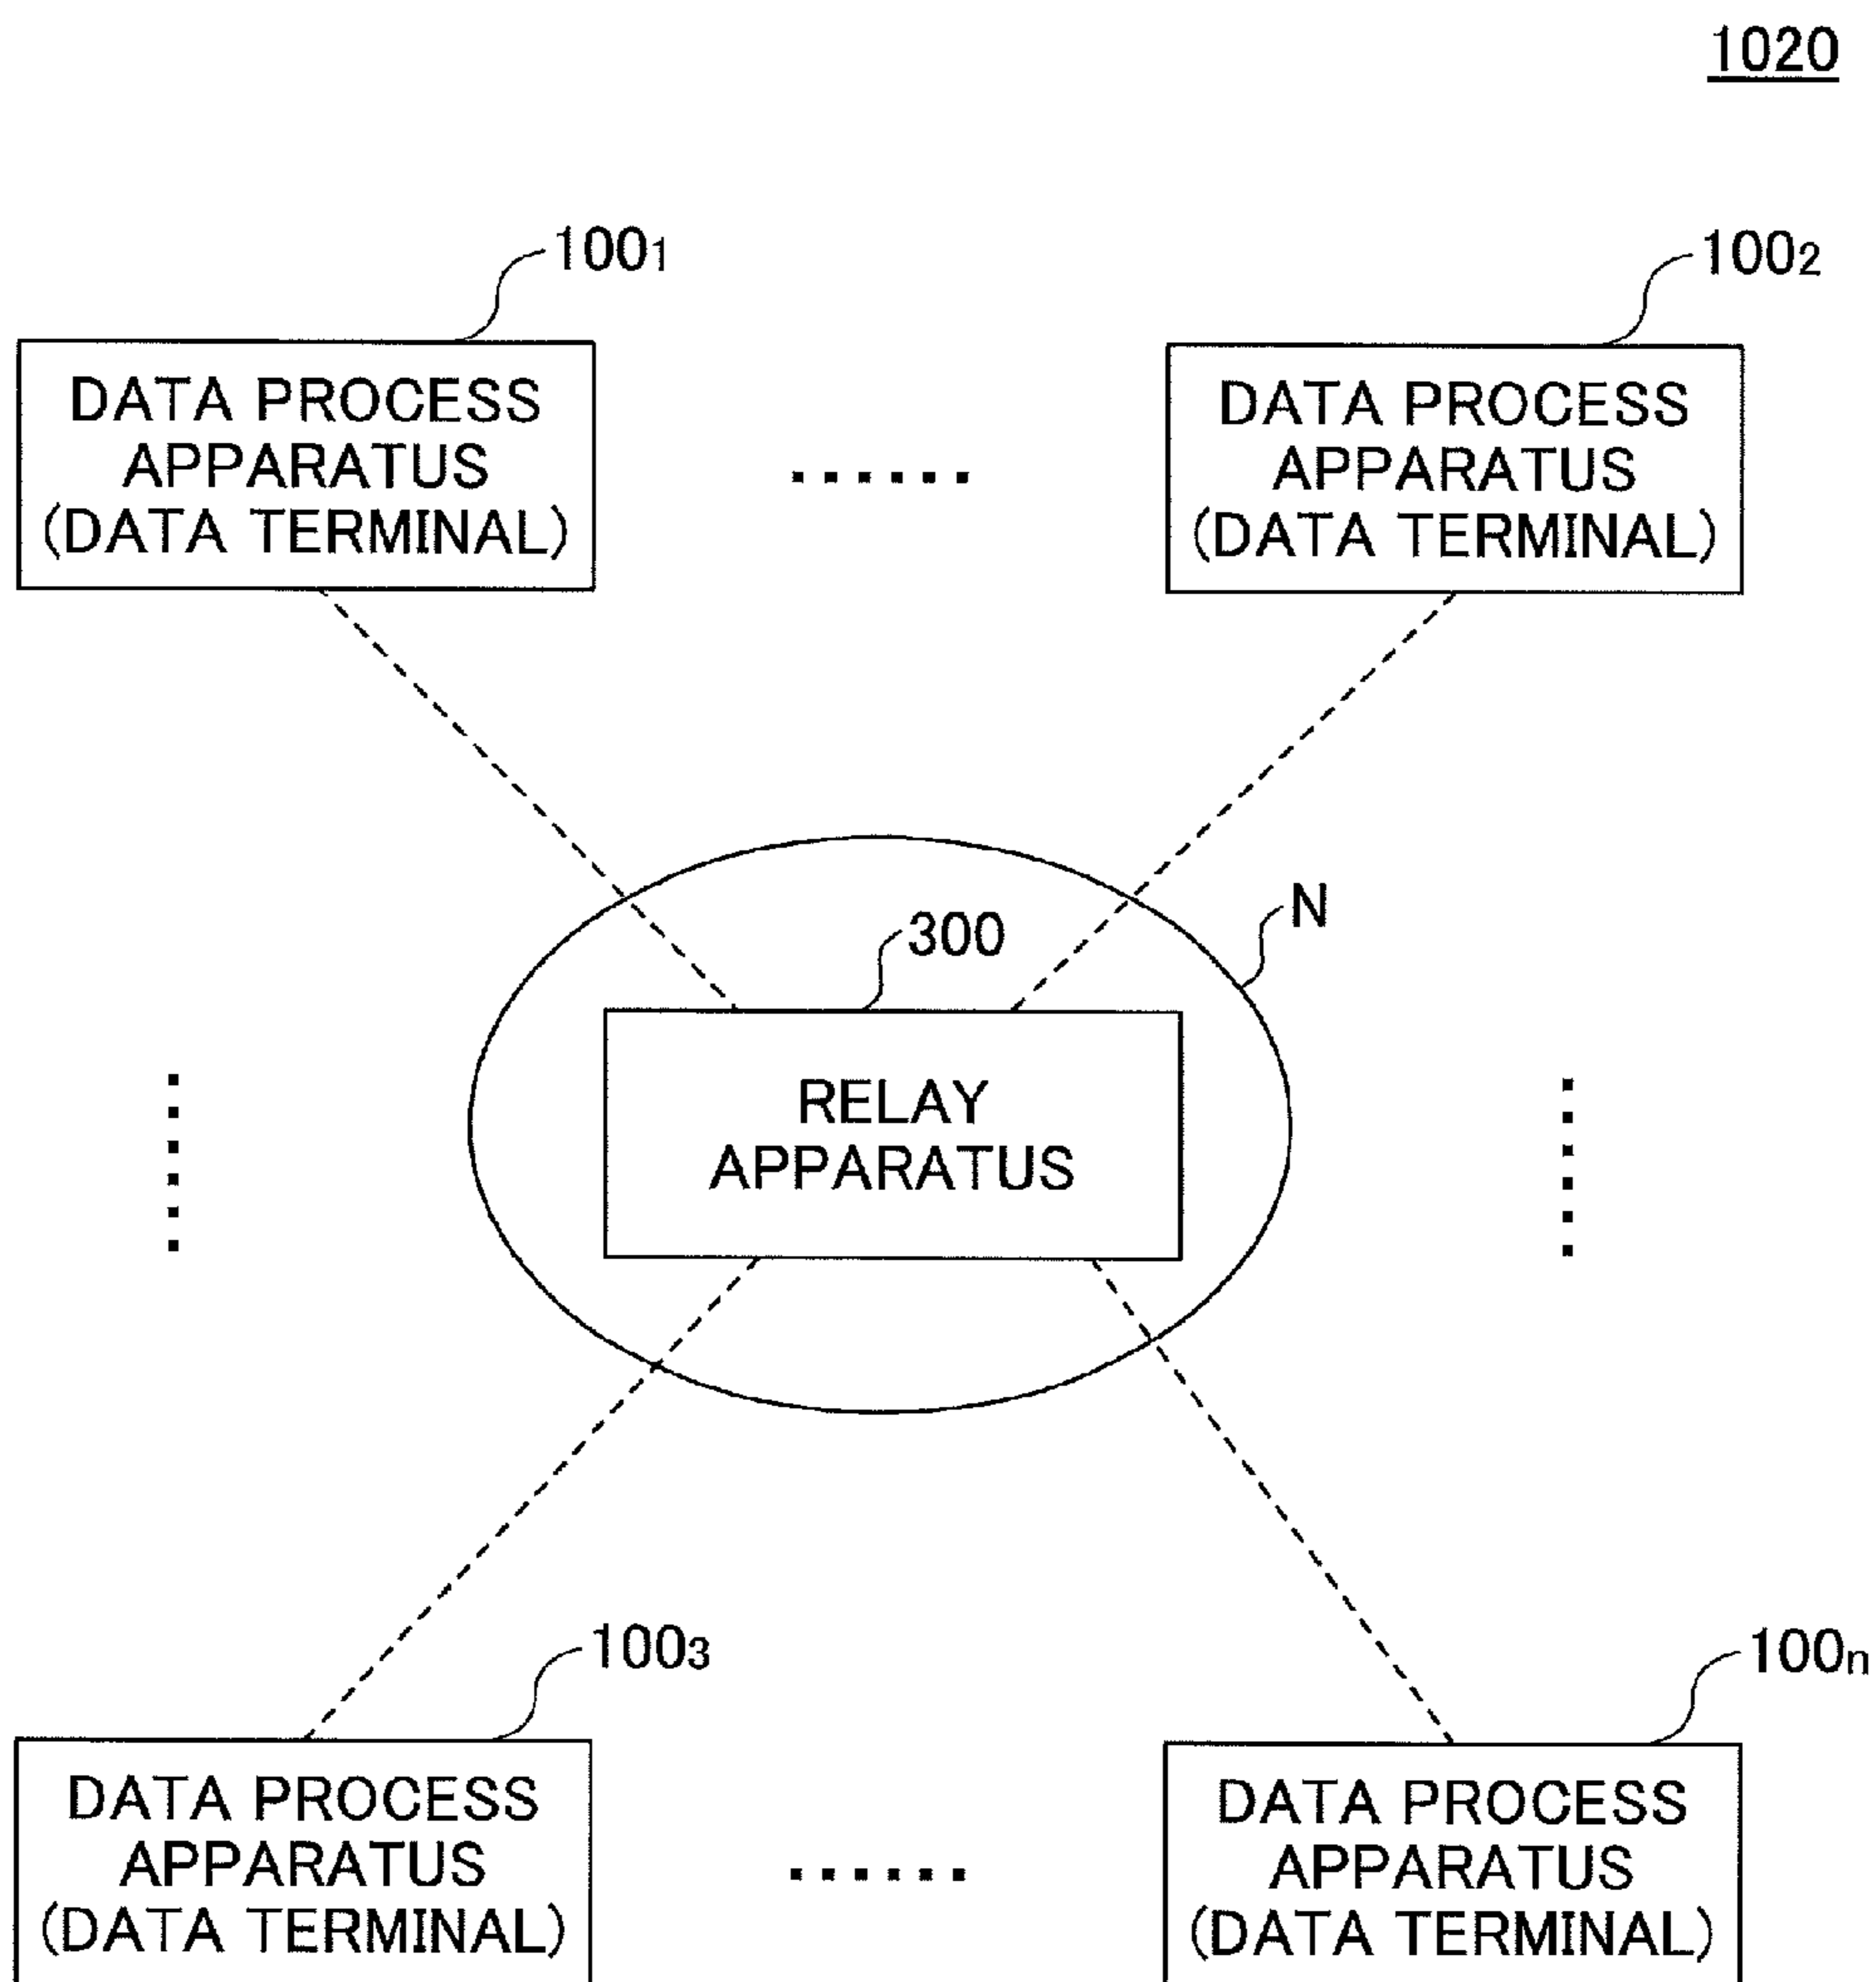 1020
100₁
100₂
DATA PROCESS
APPARATUS
(DATA TERMINAL)
......
DATA PROCESS
APPARATUS
(DATA TERMINAL)
N
300
RELAY
APPARATUS
100₃
100ₙ
DATA PROCESS
APPARATUS
(DATA TERMINAL)
......
DATA PROCESS
APPARATUS
(DATA TERMINAL)